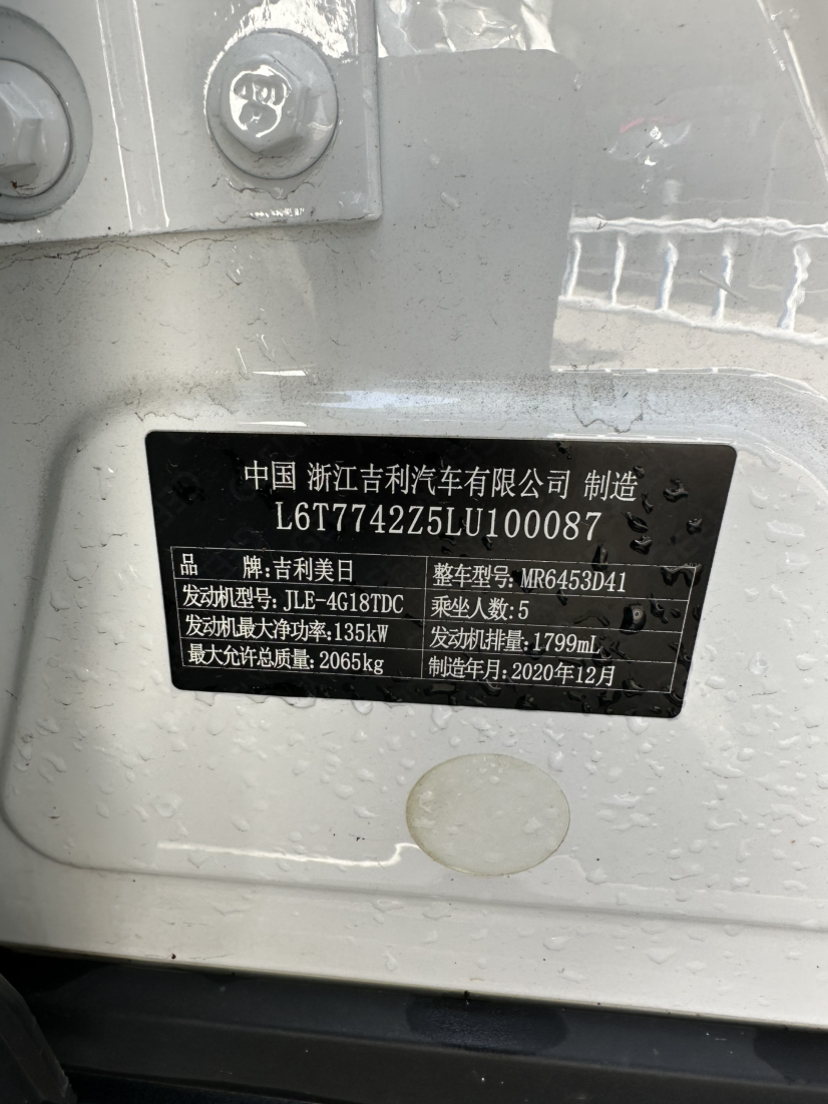 中国 浙江吉利汽车有限公司 制造
L6T7742Z5LU100087
品 牌:吉利美日 整车型号:MR6453D41
发动机型号:JLE-4G18TDC 乘坐人数:5
发动机最大净功率:135kW 发动机排量:1799mL
最大允许总质量:2065kg 制造年月:2020年12月